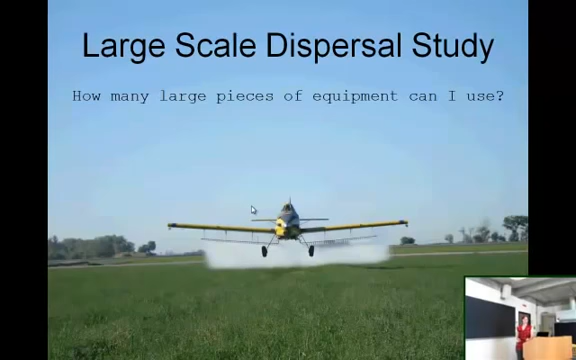 Large Scale Dispersal Study
How many large pieces of equipment can I use?